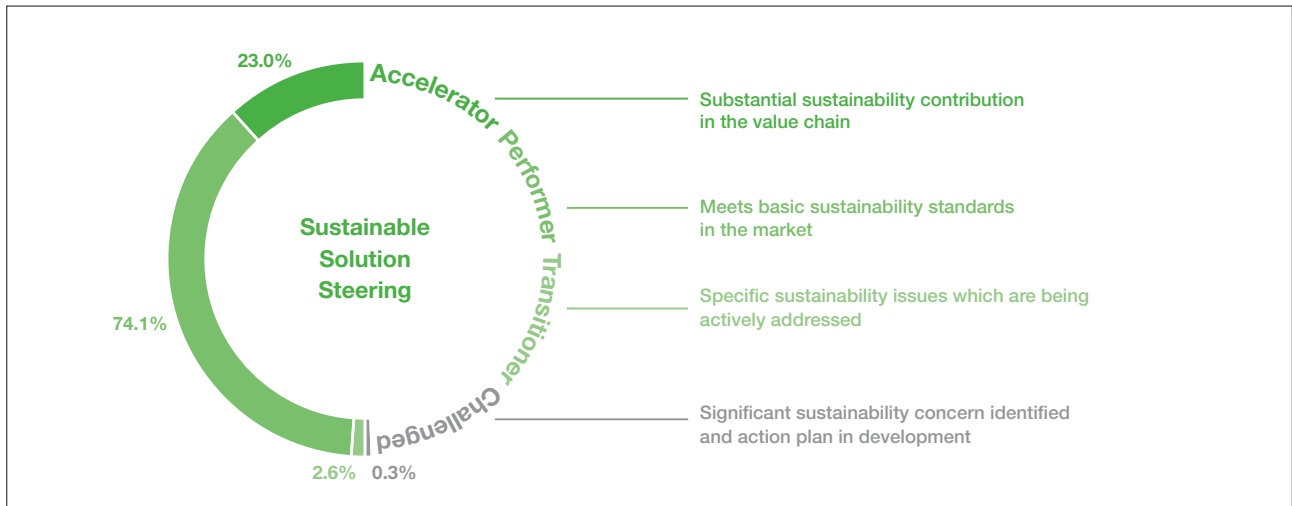 23.0%
Accelerator
Substantial sustainability contribution
in the value chain
Performer
Meets basic sustainability standards
in the market
Sustainable
Solution
Steering
Transitioner
Specific sustainability issues which are being
actively addressed
74.1%
Challenged
Significant sustainability concern identified
and action plan in development
2.6%
0.3%